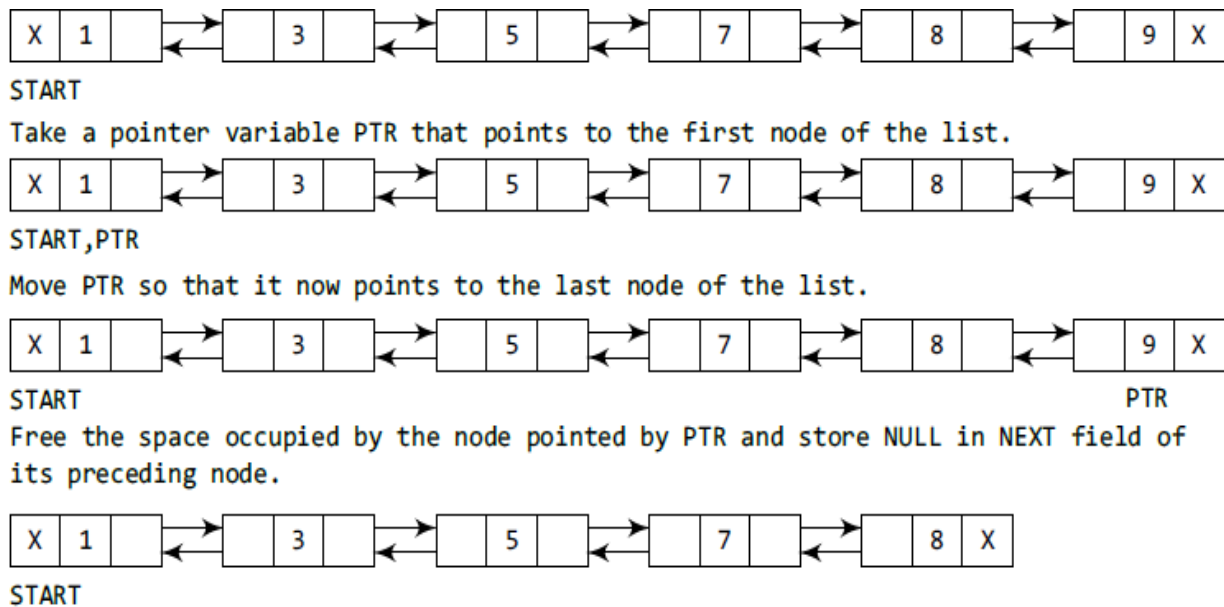 X 1 3 5 7 8 9 X
START
Take a pointer variable PTR that points to the first node of the list.
X 1 3 5 7 8 9 X
START,PTR
Move PTR so that it now points to the last node of the list.
X 1 3 5 7 8 9 X
START PTR
Free the space occupied by the node pointed by PTR and store NULL in NEXT field of
its preceding node.
X 1 3 5 7 8 X
START